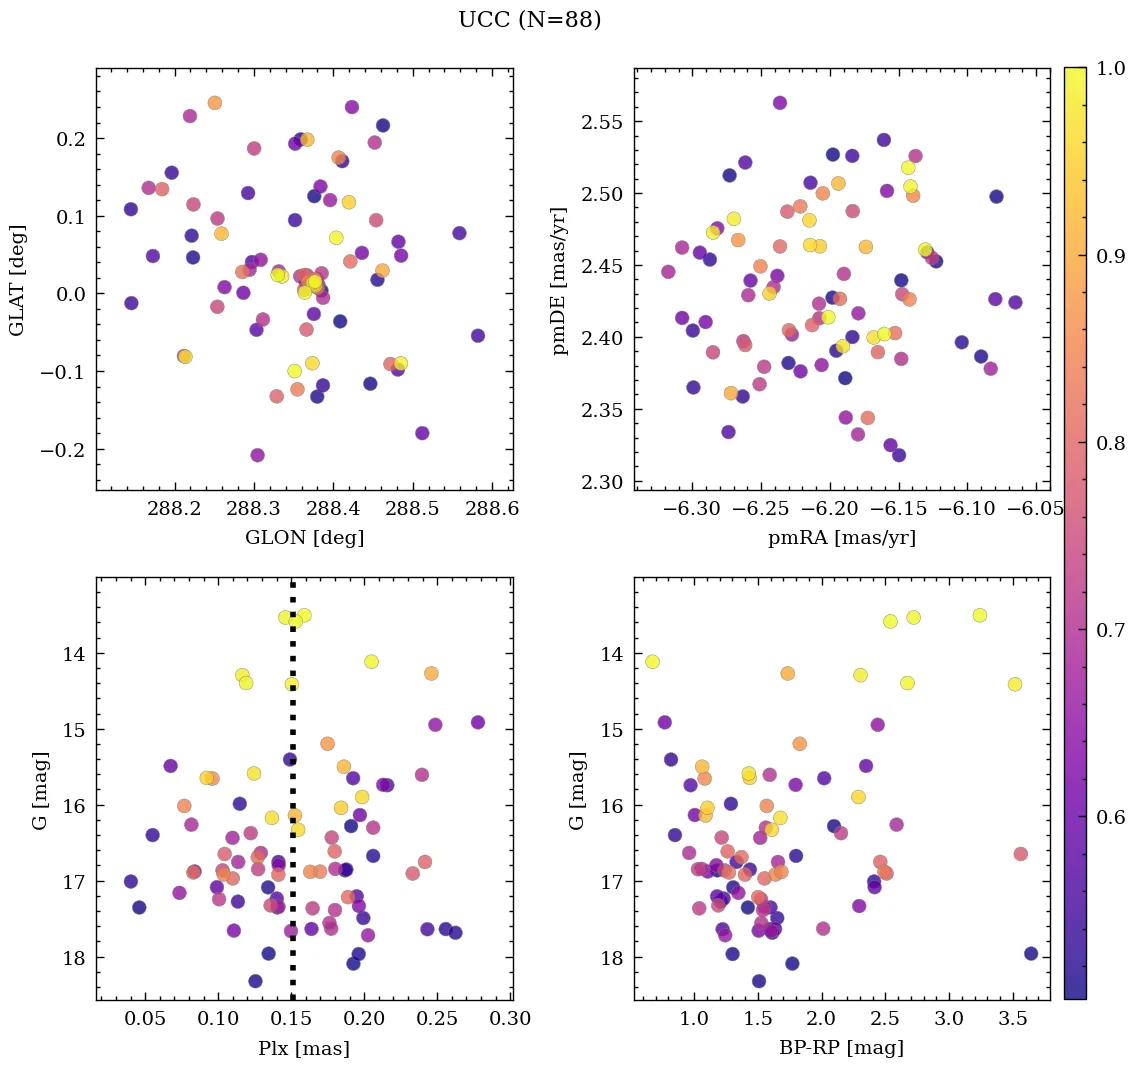 UCC (N=88)
0.2
0.1
0.0
−0.1
−0.2
GLAT [deg]
288.2 288.3 288.4 288.5 288.6
GLON [deg]
2.55
2.50
2.45
2.40
2.35
2.30
pmDE [mas/yr]
−6.30 −6.25 −6.20 −6.15 −6.10 −6.05
pmRA [mas/yr]
1.0
0.9
0.8
0.7
0.6
14
15
16
17
18
G [mag]
0.05 0.10 0.15 0.20 0.25 0.30
Plx [mas]
14
15
16
17
18
G [mag]
1.0 1.5 2.0 2.5 3.0 3.5
BP-RP [mag]